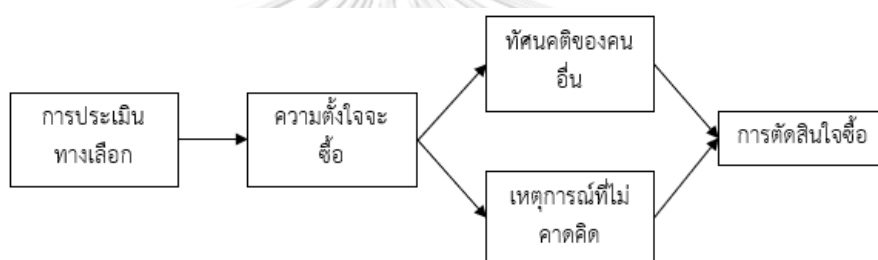 การประเมิน
ทางเลือก
ความตั้งใจจะ
ซื้อ
ทัศนคติของคน
อื่น
เหตุการณ์ที่ไม่
คาดคิด
การตัดสินใจซื้อ